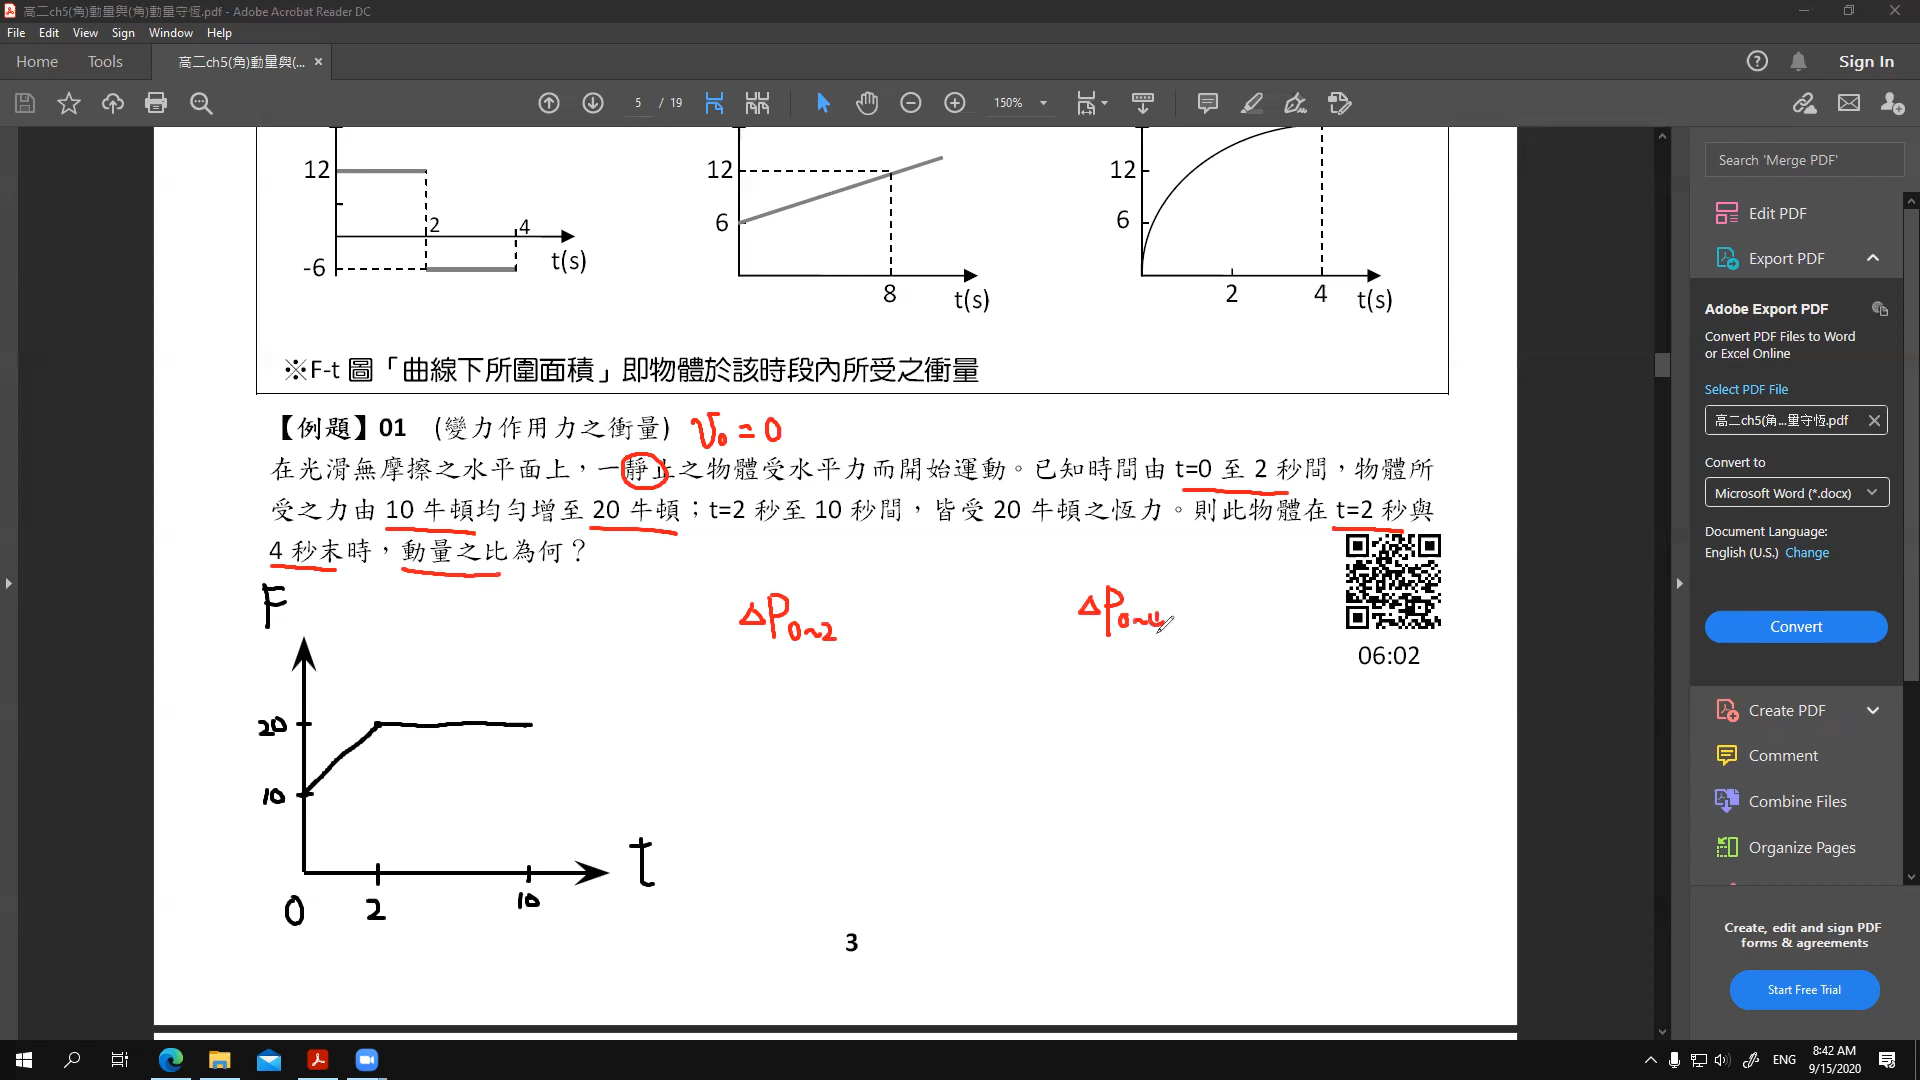 高二ch5(角)動量與(角)動量守恆.pdf - Adobe Acrobat Reader DC
File Edit View Sign Window Help
Home Tools 高二ch5(角)動量與(... × Sign In
5 / 19 150%
12
2
4
-6
t(s)
12
6
8
t(s)
12
6
2
4
t(s)
※F-t 圖「曲線下所圍面積」即物體於該時段內所受之衝量
【例題】01 (變力作用力之衝量) V₀ = 0
在光滑無摩擦之水平面上，一靜止之物體受水平力而開始運動。已知時間由 t=0 至 2 秒間，物體所
受之力由 10 牛頓均勻增至 20 牛頓；t=2 秒至 10 秒間，皆受 20 牛頓之恆力。則此物體在 t=2 秒與
4 秒末時，動量之比為何？
F
ΔP0~2
ΔP0~4
06:02
20
10
t
0
2
10
3
Search 'Merge PDF'
Edit PDF
Export PDF
Adobe Export PDF
Convert PDF Files to Word
or Excel Online
Select PDF File
高二ch5(角...量守恆.pdf
Convert to
Microsoft Word (*.docx)
Document Language:
English (U.S.) Change
Convert
Create PDF
Comment
Combine Files
Organize Pages
Create, edit and sign PDF
forms & agreements
Start Free Trial
ENG
8:42 AM
9/15/2020